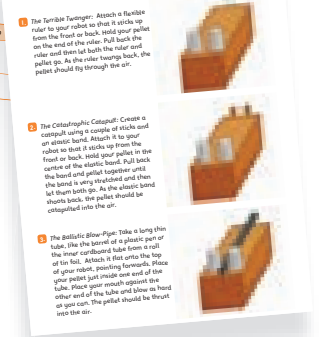 1. The Terrible Twanger: Attach a flexible
ruler to your robot so that it sticks up
from the front or back. Hold your pellet
on the end of the ruler. Pull back the
ruler and then let both the ruler and
pellet go. As the ruler twangs back, the
pellet should fly through the air.
2. The Catastrophic Catapult: Create a
catapult using a couple of sticks and
an elastic band. Attach it to your
robot so that it sticks up from the
front or back. Hold your pellet in the
centre of the elastic band. Pull back
the band and pellet together until
the band is very stretched and then
let them both go. As the elastic band
shoots back, the pellet should be
catapulted into the air.
3. The Ballistic Blow-Pipe: Take a long thin
tube, like the barrel of a plastic pen or
the inner cardboard tube from a roll
of tin foil. Attach it flat onto the top
of your robot, pointing forwards. Place
your pellet just inside one end of the
tube. Place your mouth against the
other end of the tube and blow as hard
as you can. The pellet should be thrust
into the air.